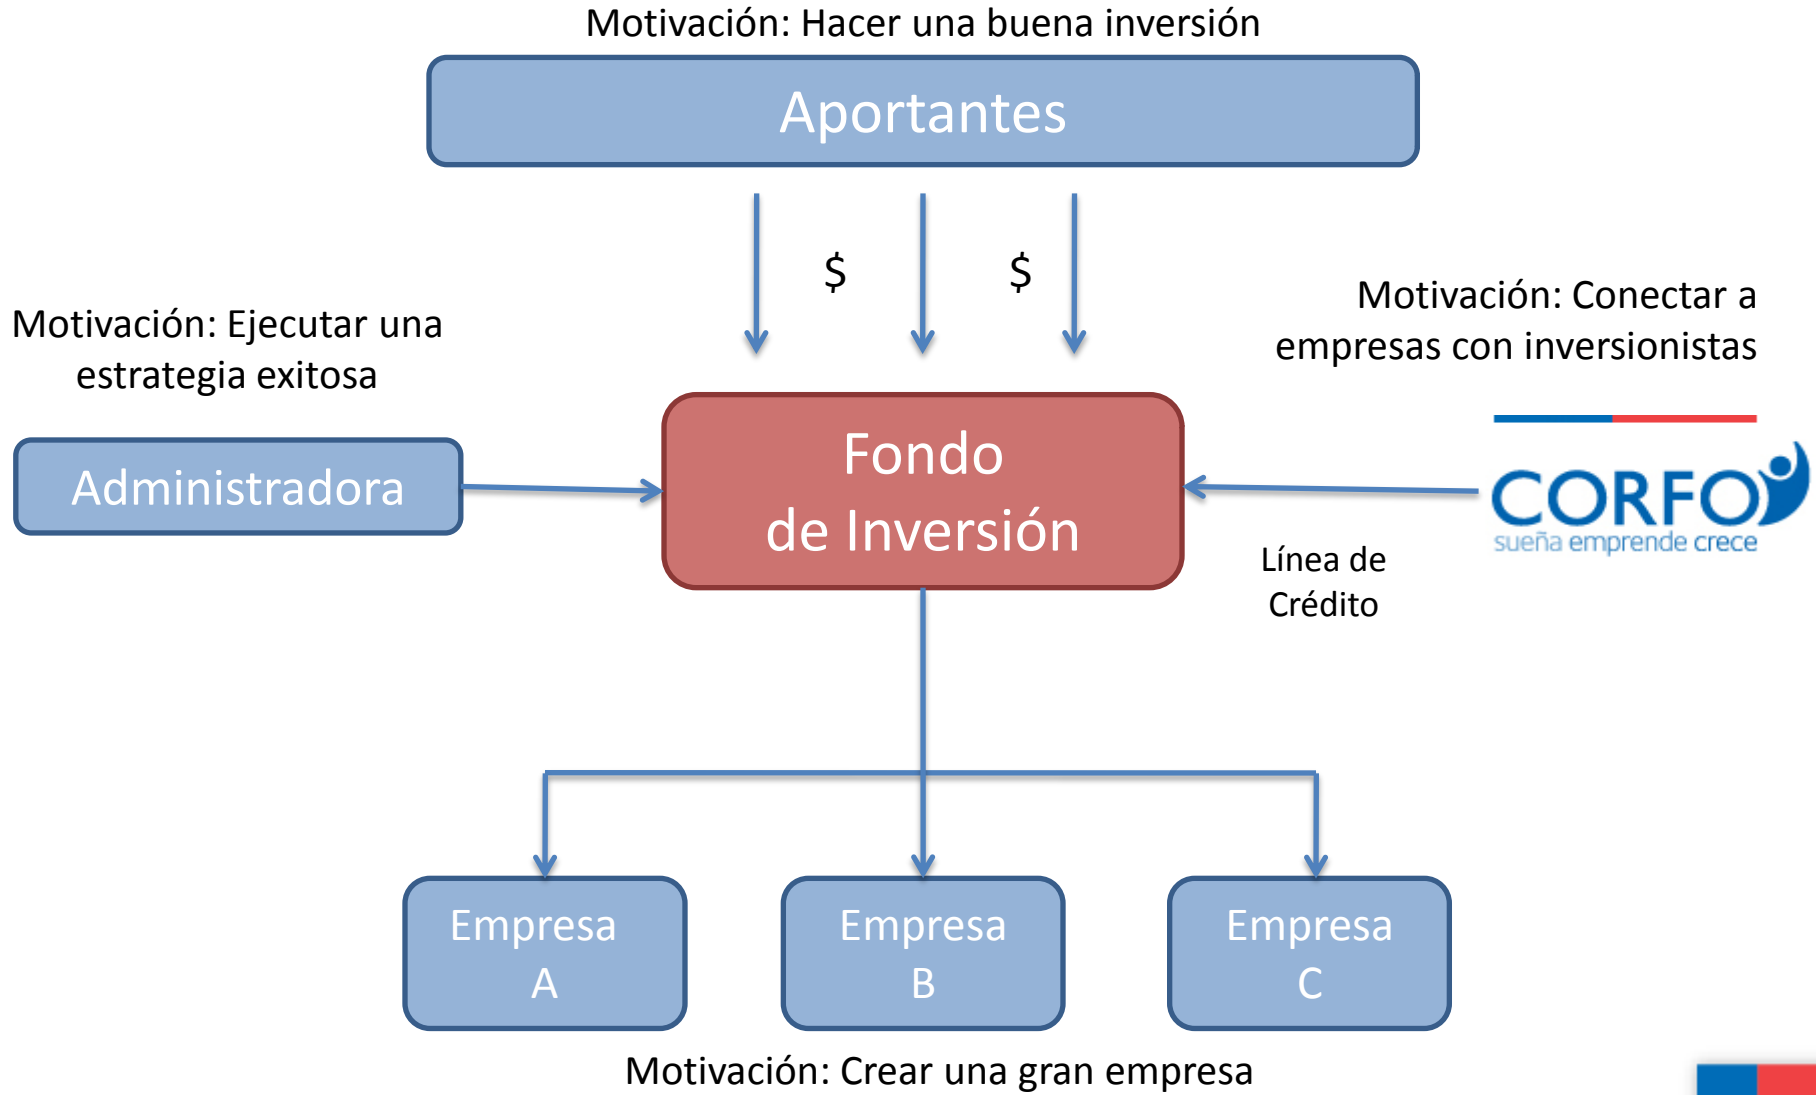 Motivación: Hacer una buena inversión
Aportantes
$ $
Motivación: Ejecutar una
estrategia exitosa
Motivación: Conectar a
empresas con inversionistas
Administradora
Fondo
de Inversión
CORFO
sueña emprende crece
Línea de
Crédito
Empresa
A
Empresa
B
Empresa
C
Motivación: Crear una gran empresa